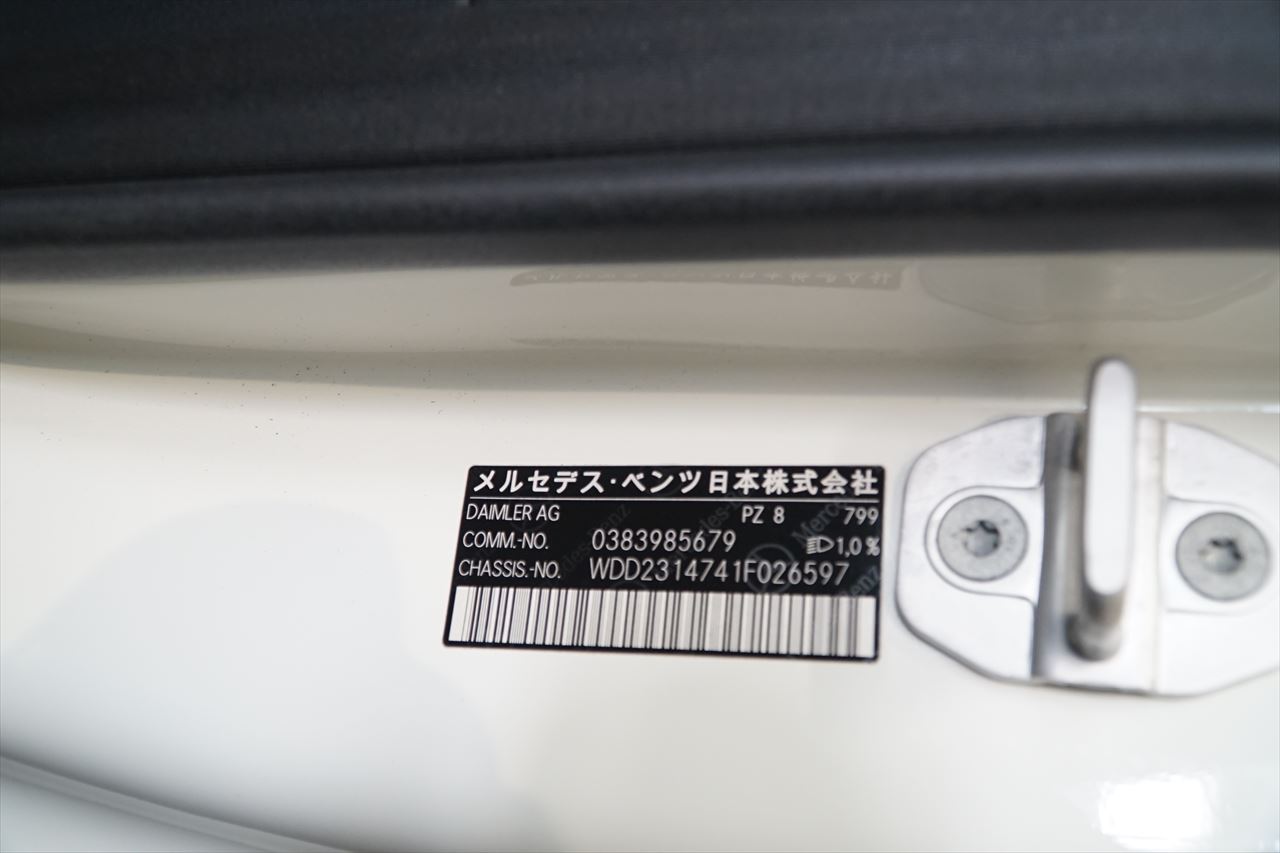 メルセデス・ベンツ日本株式会社
DAIMLER AG PZ 8 799
COMM.-NO. 0383985679 1,0 %
CHASSIS.-NO. WDD2314741F026597